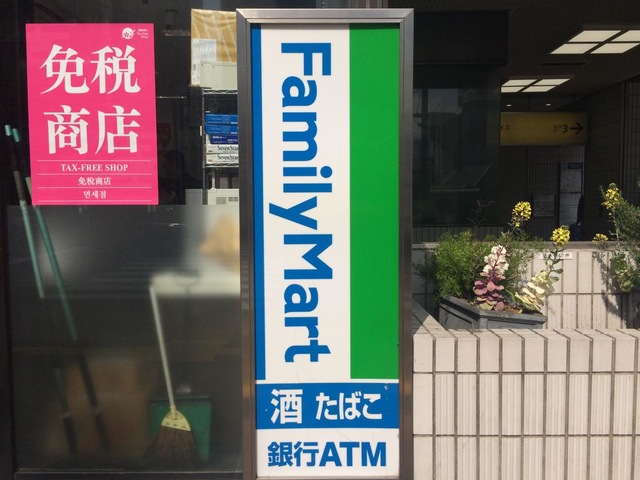 免税
商店
TAX-FREE SHOP
免税商店
면세점
FamilyMart
酒 たばこ
銀行ATM
3